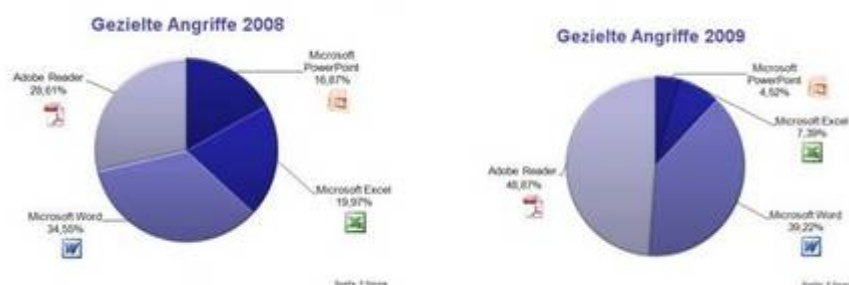 Gezielte Angriffe 2008
Microsoft
PowerPoint
16,87%
Adobe Reader
28,61%
Microsoft Excel
19,97%
Microsoft Word
34,55%
Gezielte Angriffe 2009
Microsoft
PowerPoint
4,52%
Microsoft Excel
7,39%
Adobe Reader
48,87%
Microsoft Word
39,22%